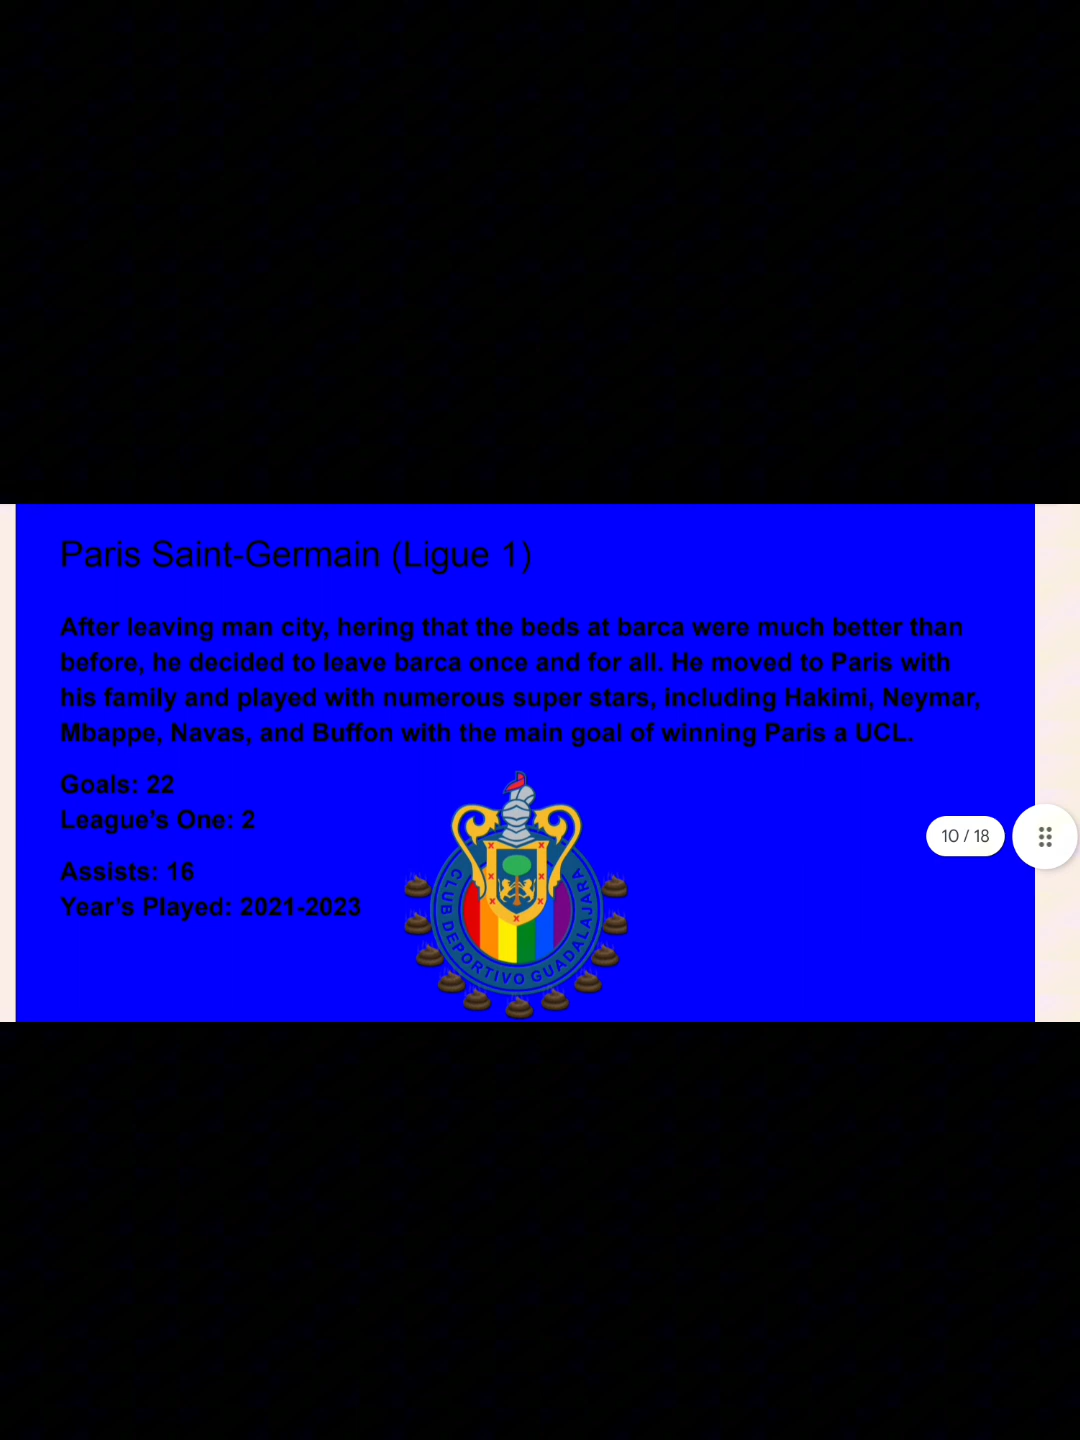 Paris Saint-Germain (Ligue 1)
After leaving man city, hering that the beds at barca were much better than
before, he decided to leave barca once and for all. He moved to Paris with
his family and played with numerous super stars, including Hakimi, Neymar,
Mbappe, Navas, and Buffon with the main goal of winning Paris a UCL.
Goals: 22
League's One: 2
Assists: 16
Year's Played: 2021-2023
CLUB DEPORTIVO GUADALAJARA
10 / 18